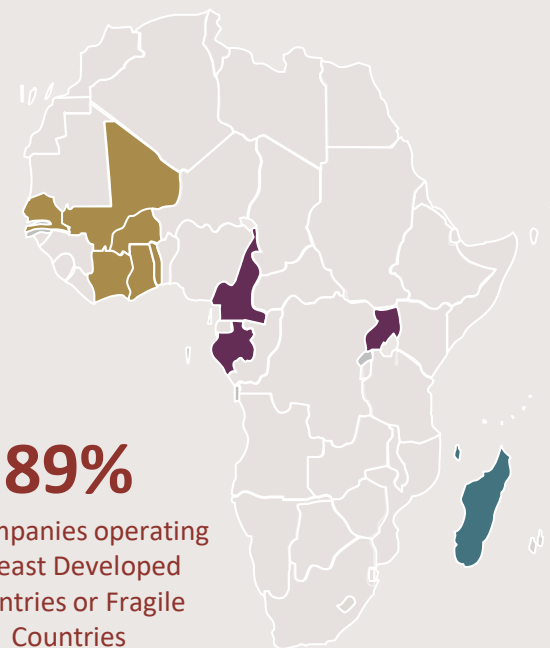 89%
mpanies operating
east Developed
ntries or Fragile
Countries